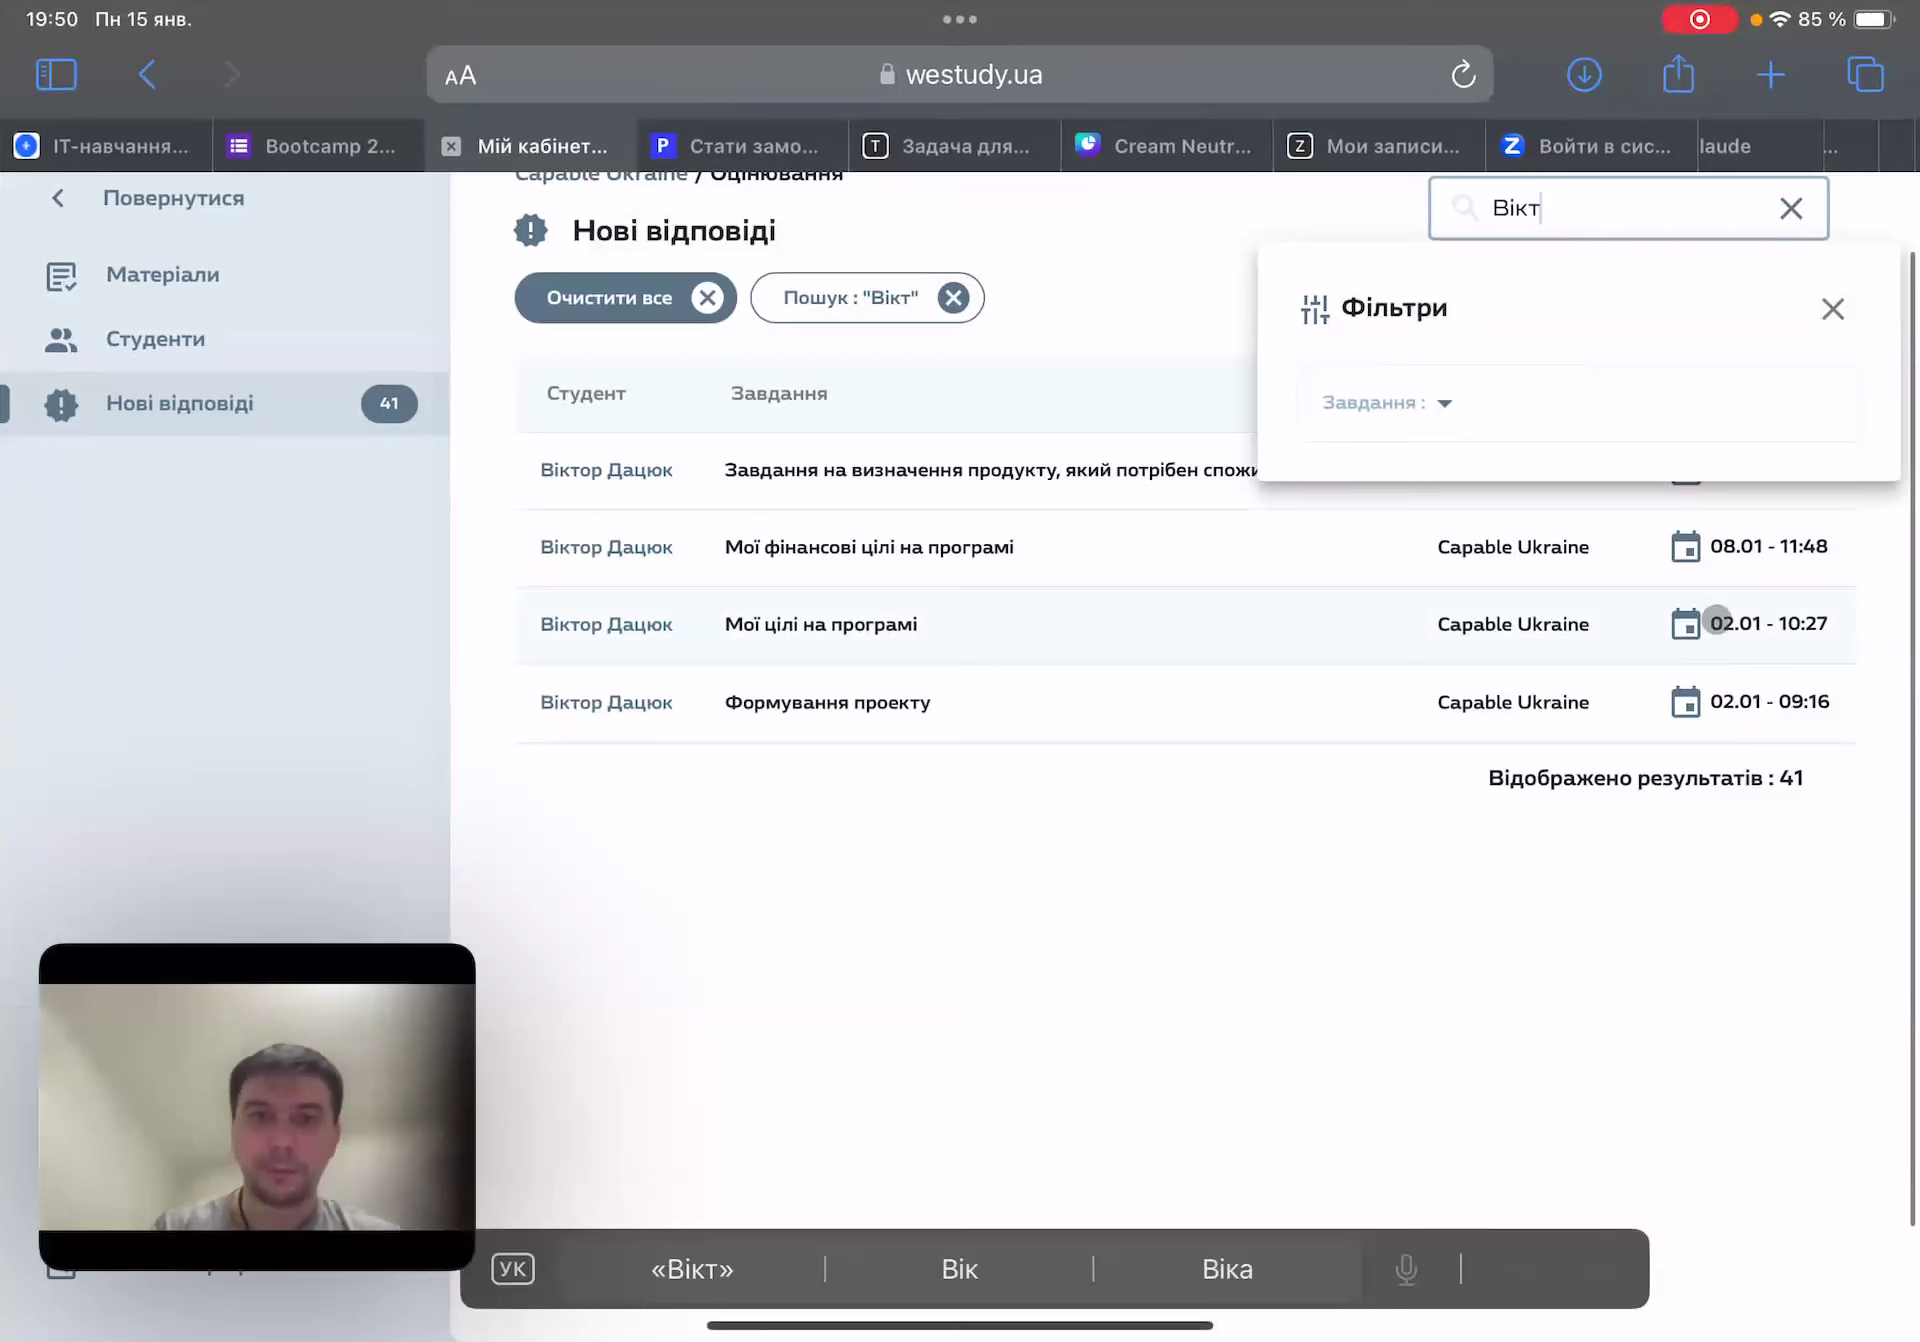 19:50 Пн 15 янв.
85 %
AA
westudy.ua
IT-навчання...
Bootcamp 2...
Мій кабінет...
P Стати замо...
T Задача для...
Cream Neutr...
Z Мои записи...
Z Войти в сис...
laude
...
Повернутися
Capable Ukraine / Оцінювання
Вікт
Нові відповіді
Матеріали
Студенти
Нові відповіді 41
Очистити все
Пошук : "Вікт"
Фільтри
Завдання :
Студент Завдання
Віктор Дацюк Завдання на визначення продукту, який потрібен спожи
Віктор Дацюк Мої фінансові цілі на програмі Capable Ukraine 08.01 - 11:48
Віктор Дацюк Мої цілі на програмі Capable Ukraine 02.01 - 10:27
Віктор Дацюк Формування проекту Capable Ukraine 02.01 - 09:16
Відображено результатів : 41
УК «Вікт» Вік Віка